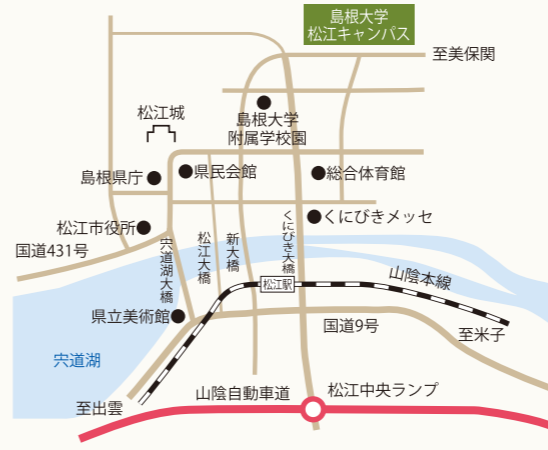 島根大学
松江キャンパス
至美保関
松江城
島根大学
附属学校園
島根県庁
県民会館
総合体育館
松江市役所
くにびきメッセ
国道431号
宍道湖大橋
松江大橋
新大橋
くにびき大橋
松江駅
山陰本線
県立美術館
国道9号
至米子
宍道湖
至出雲
山陰自動車道
松江中央ランプ